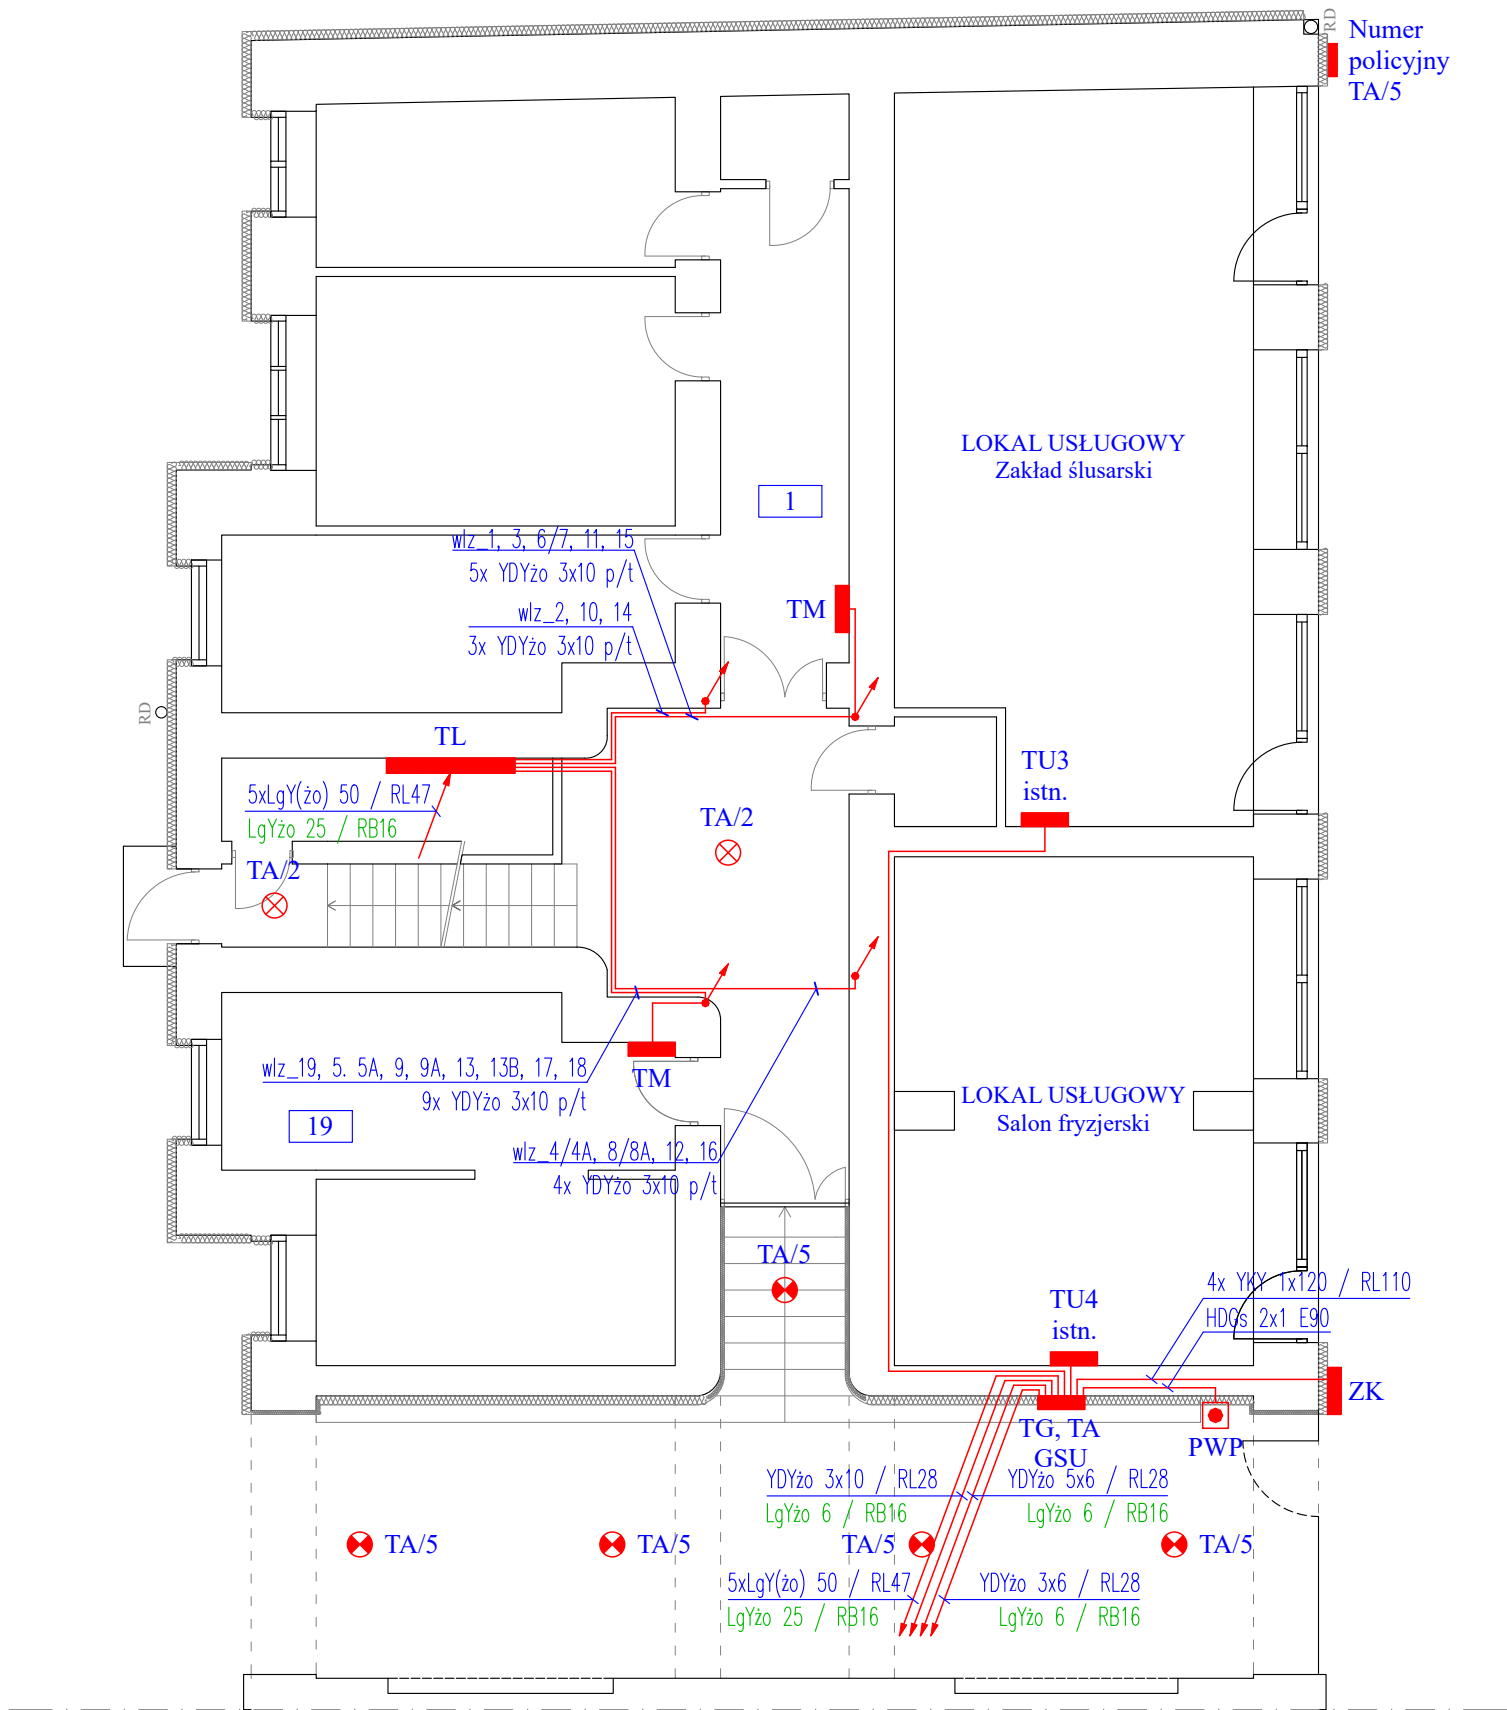 RD
Numer
policyjny
TA/5
LOKAL USŁUGOWY
Zakład ślusarski
1
wlz_1, 3, 6/7, 11, 15
5x YDYżo 3x10 p/t
wlz_2, 10, 14
3x YDYżo 3x10 p/t
TM
RD
TL
TU3
istn.
5xLgY(żo) 50 / RL47
LgYżo 25 / RB16
TA/2
TA/2
wlz_19, 5. 5A, 9, 9A, 13, 13B, 17, 18
9x YDYżo 3x10 p/t
TM
19
LOKAL USŁUGOWY
Salon fryzjerski
wlz_4/4A, 8/8A, 12, 16
4x YDYżo 3x10 p/t
TA/5
4x YKY 1x120 / RL110
HDGs 2x1 E90
TU4
istn.
ZK
TG, TA
GSU
PWP
YDYżo 3x10 / RL28
LgYżo 6 / RB16
YDYżo 5x6 / RL28
LgYżo 6 / RB16
TA/5
TA/5
TA/5
TA/5
5xLgY(żo) 50 / RL47
LgYżo 25 / RB16
YDYżo 3x6 / RL28
LgYżo 6 / RB16